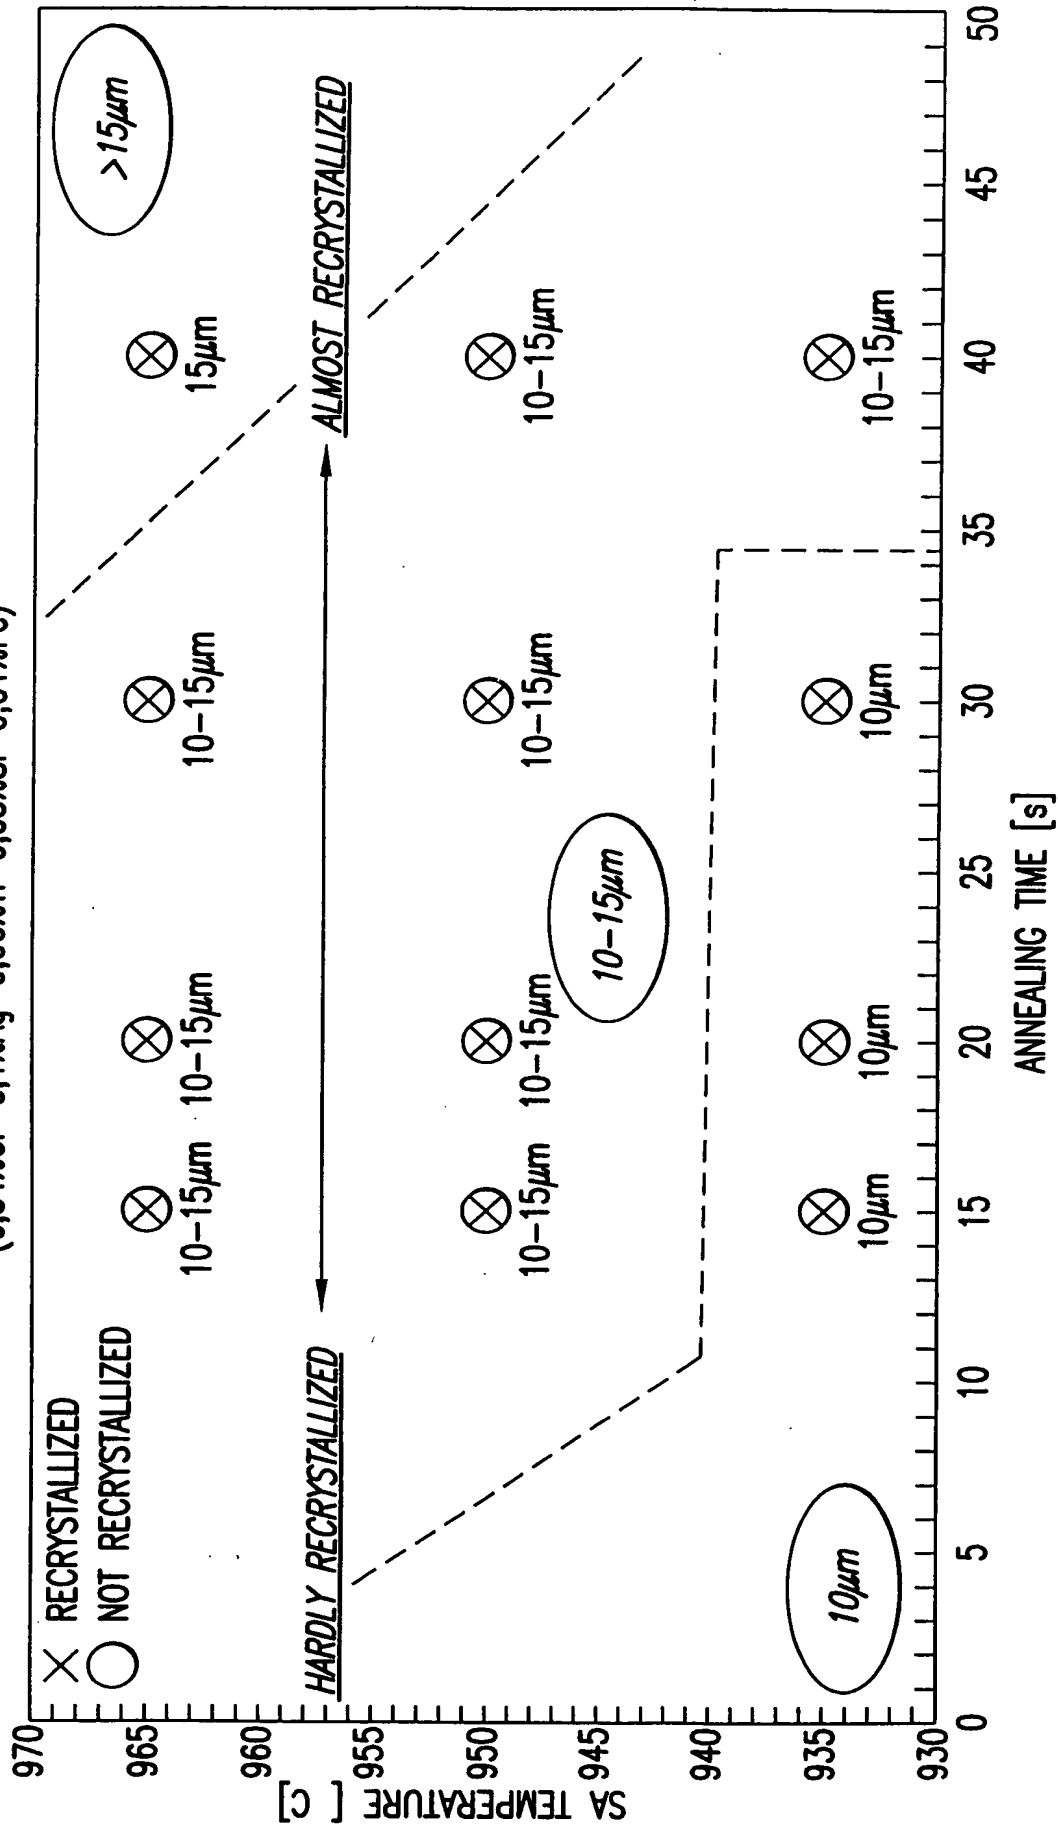 × RECRYSTALLIZED
○ NOT RECRYSTALLIZED
>15µm
10-15µm
10-15µm
10-15µm
15µm
HARDLY RECRYSTALLIZED
ALMOST RECRYSTALLIZED
10-15µm
10-15µm
10-15µm
10-15µm
10-15µm
10µm
10µm
10µm
10µm
10-15µm
970
965
960
955
950
945
940
935
930
SA TEMPERATURE [ C]
0
5
10
15
20
25
30
35
40
45
50
ANNEALING TIME [s]